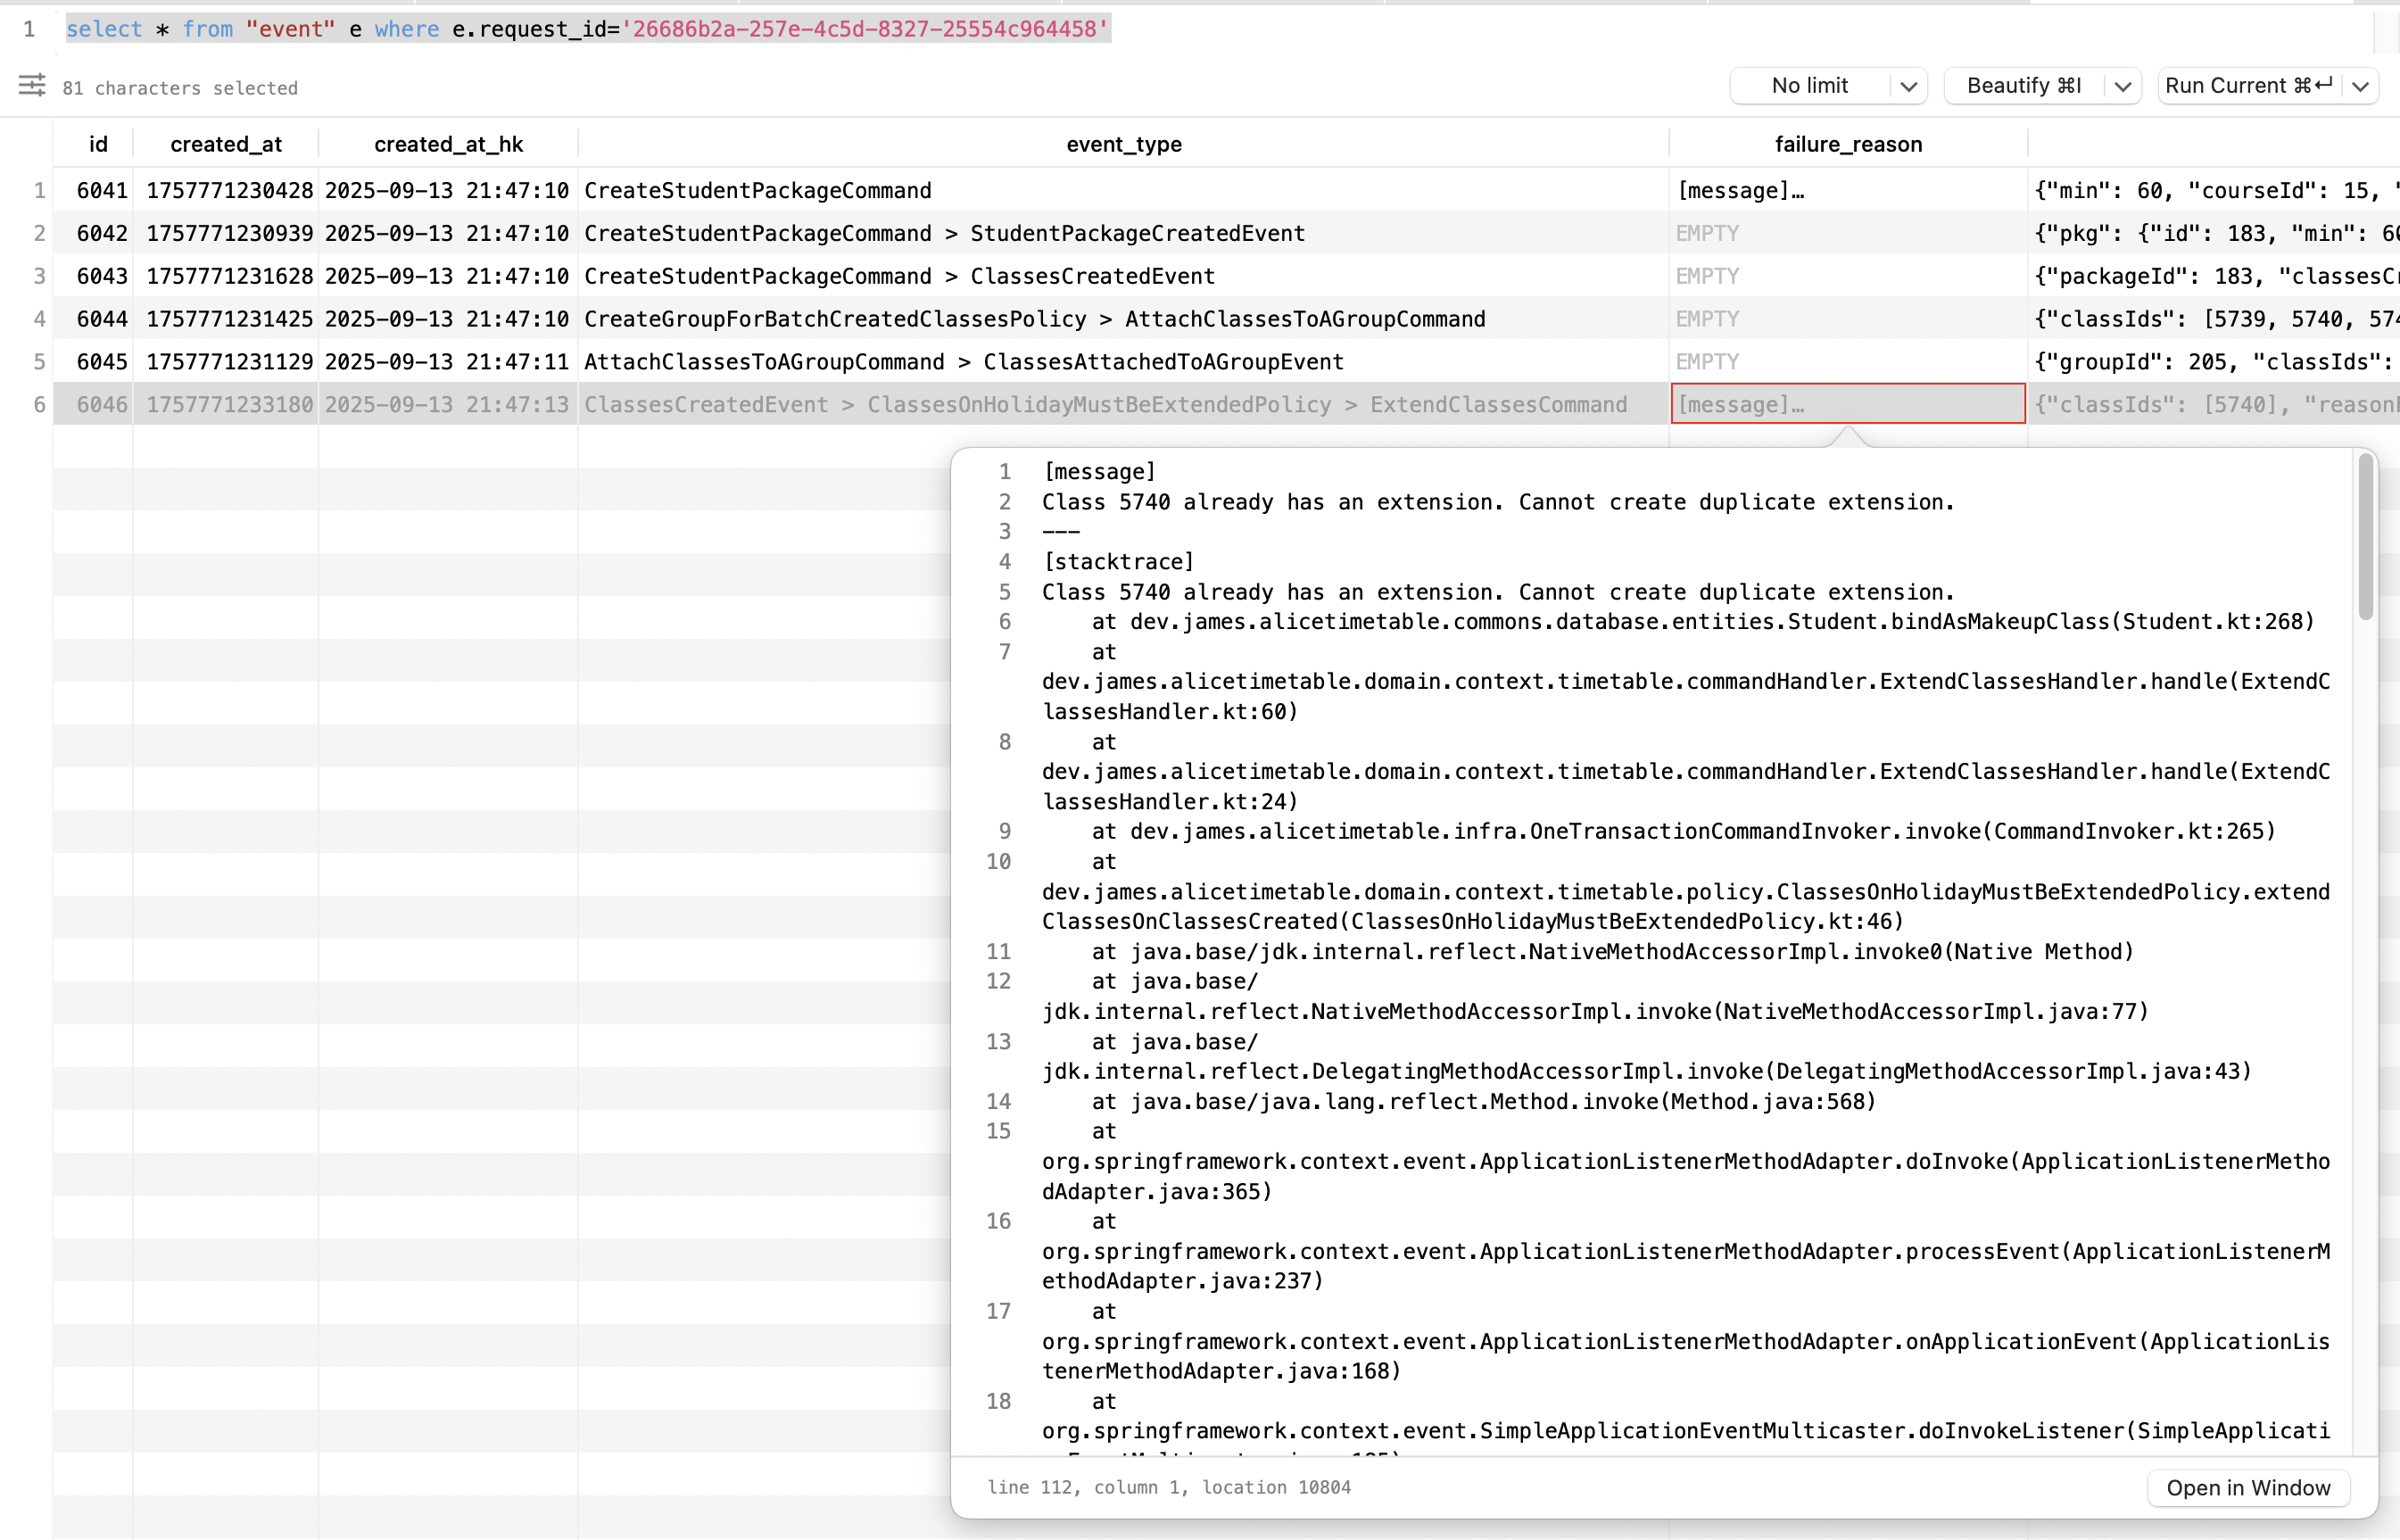 1 select * from "event" e where e.request_id='26686b2a-257e-4c5d-8327-25554c964458'
81 characters selected
No limit
Beautify ⌘I
Run Current ⌘↩
id created_at created_at_hk event_type failure_reason
1 6041 1757771230428 2025-09-13 21:47:10 CreateStudentPackageCommand [message]… {"min": 60, "courseId": 15, "
2 6042 1757771230939 2025-09-13 21:47:10 CreateStudentPackageCommand > StudentPackageCreatedEvent EMPTY {"pkg": {"id": 183, "min": 60
3 6043 1757771231628 2025-09-13 21:47:10 CreateStudentPackageCommand > ClassesCreatedEvent EMPTY {"packageId": 183, "classesCr
4 6044 1757771231425 2025-09-13 21:47:10 CreateGroupForBatchCreatedClassesPolicy > AttachClassesToAGroupCommand EMPTY {"classIds": [5739, 5740, 574
5 6045 1757771231129 2025-09-13 21:47:11 AttachClassesToAGroupCommand > ClassesAttachedToAGroupEvent EMPTY {"groupId": 205, "classIds":
6 6046 1757771233180 2025-09-13 21:47:13 ClassesCreatedEvent > ClassesOnHolidayMustBeExtendedPolicy > ExtendClassesCommand [message]… {"classIds": [5740], "reason
1 [message]
2 Class 5740 already has an extension. Cannot create duplicate extension.
3 ---
4 [stacktrace]
5 Class 5740 already has an extension. Cannot create duplicate extension.
6 at dev.james.alicetimetable.commons.database.entities.Student.bindAsMakeupClass(Student.kt:268)
7 at
dev.james.alicetimetable.domain.context.timetable.commandHandler.ExtendClassesHandler.handle(ExtendC
lassesHandler.kt:60)
8 at
dev.james.alicetimetable.domain.context.timetable.commandHandler.ExtendClassesHandler.handle(ExtendC
lassesHandler.kt:24)
9 at dev.james.alicetimetable.infra.OneTransactionCommandInvoker.invoke(CommandInvoker.kt:265)
10 at
dev.james.alicetimetable.domain.context.timetable.policy.ClassesOnHolidayMustBeExtendedPolicy.extend
ClassesOnClassesCreated(ClassesOnHolidayMustBeExtendedPolicy.kt:46)
11 at java.base/jdk.internal.reflect.NativeMethodAccessorImpl.invoke0(Native Method)
12 at java.base/
jdk.internal.reflect.NativeMethodAccessorImpl.invoke(NativeMethodAccessorImpl.java:77)
13 at java.base/
jdk.internal.reflect.DelegatingMethodAccessorImpl.invoke(DelegatingMethodAccessorImpl.java:43)
14 at java.base/java.lang.reflect.Method.invoke(Method.java:568)
15 at
org.springframework.context.event.ApplicationListenerMethodAdapter.doInvoke(ApplicationListenerMetho
dAdapter.java:365)
16 at
org.springframework.context.event.ApplicationListenerMethodAdapter.processEvent(ApplicationListenerM
ethodAdapter.java:237)
17 at
org.springframework.context.event.ApplicationListenerMethodAdapter.onApplicationEvent(ApplicationLis
tenerMethodAdapter.java:168)
18 at
org.springframework.context.event.SimpleApplicationEventMulticaster.doInvokeListener(SimpleApplicati
line 112, column 1, location 10804
Open in Window